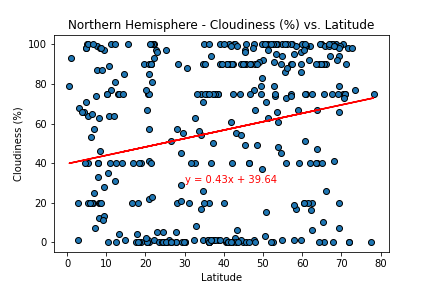 Northern Hemisphere - Cloudiness (%) vs. Latitude
100
80
60
40
20
0
Cloudiness (%)
y = 0.43x + 39.64
0 10 20 30 40 50 60 70 80
Latitude